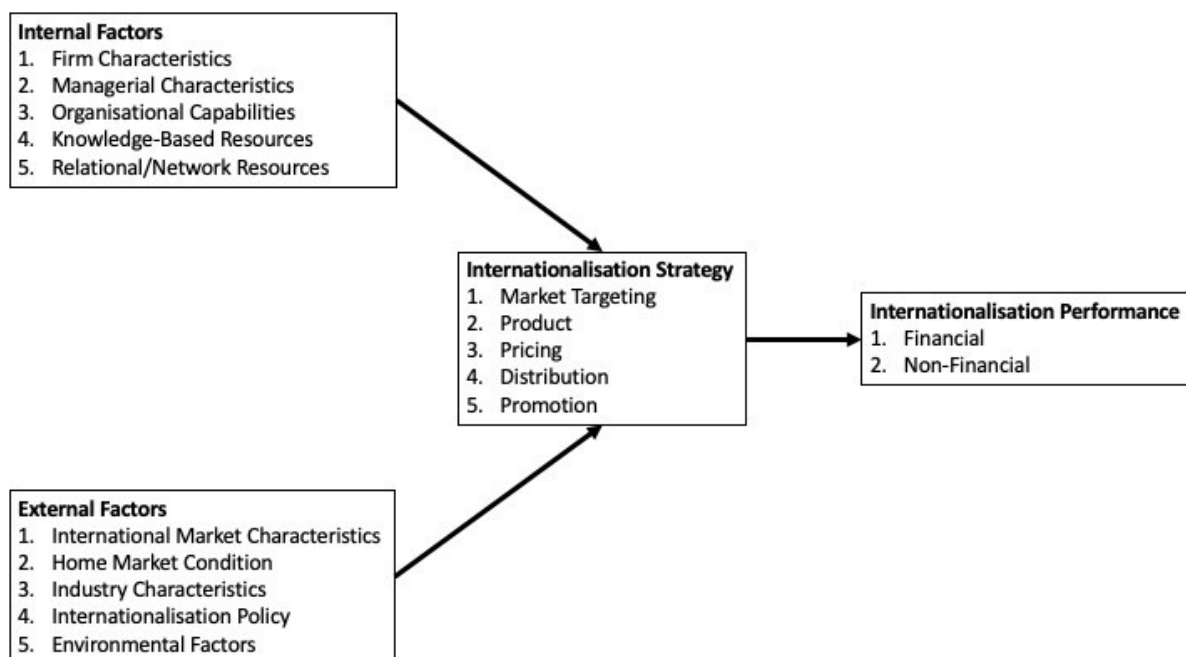 Internal Factors
1. Firm Characteristics
2. Managerial Characteristics
3. Organisational Capabilities
4. Knowledge-Based Resources
5. Relational/Network Resources
Internationalisation Strategy
1. Market Targeting
2. Product
3. Pricing
4. Distribution
5. Promotion
Internationalisation Performance
1. Financial
2. Non-Financial
External Factors
1. International Market Characteristics
2. Home Market Condition
3. Industry Characteristics
4. Internationalisation Policy
5. Environmental Factors